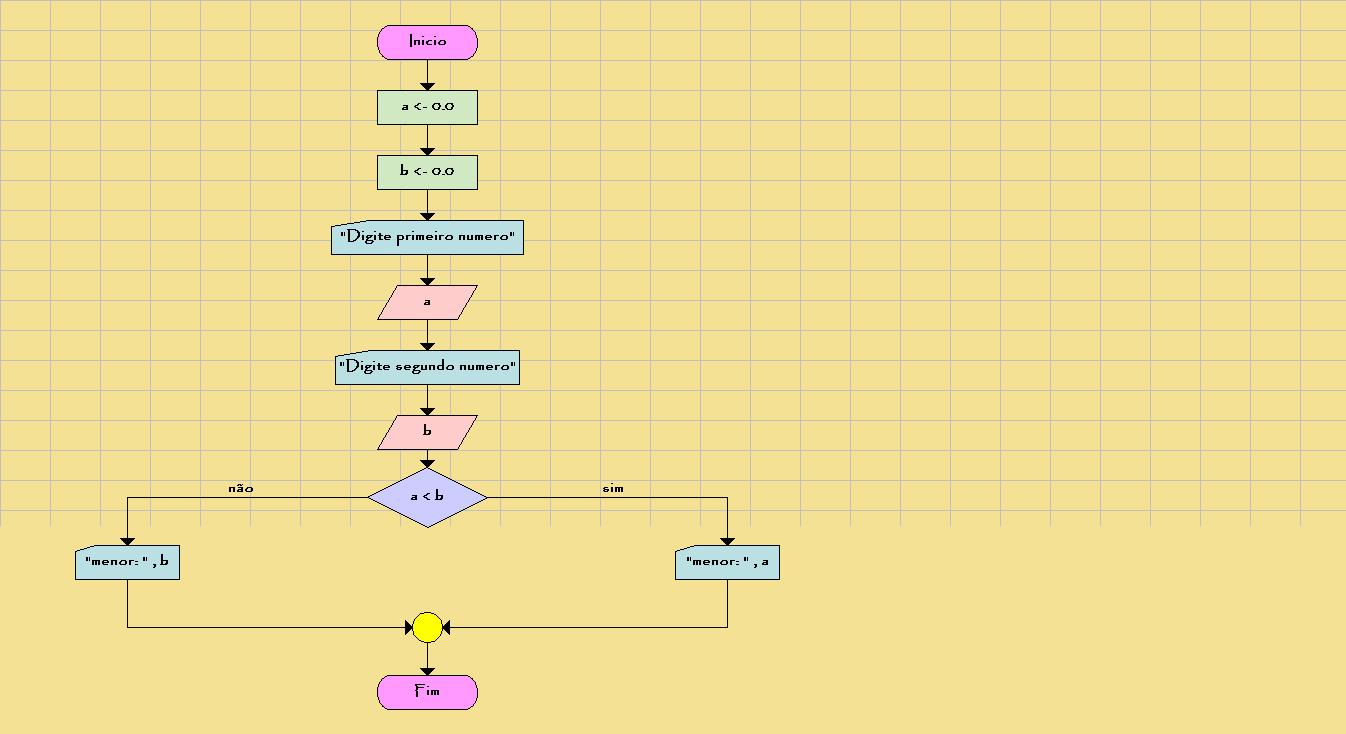 Inicio
a <- 0.0
b <- 0.0
"Digite primeiro numero"
a
"Digite segundo numero"
b
a < b
não
sim
"menor: " , b
"menor: " , a
Fim